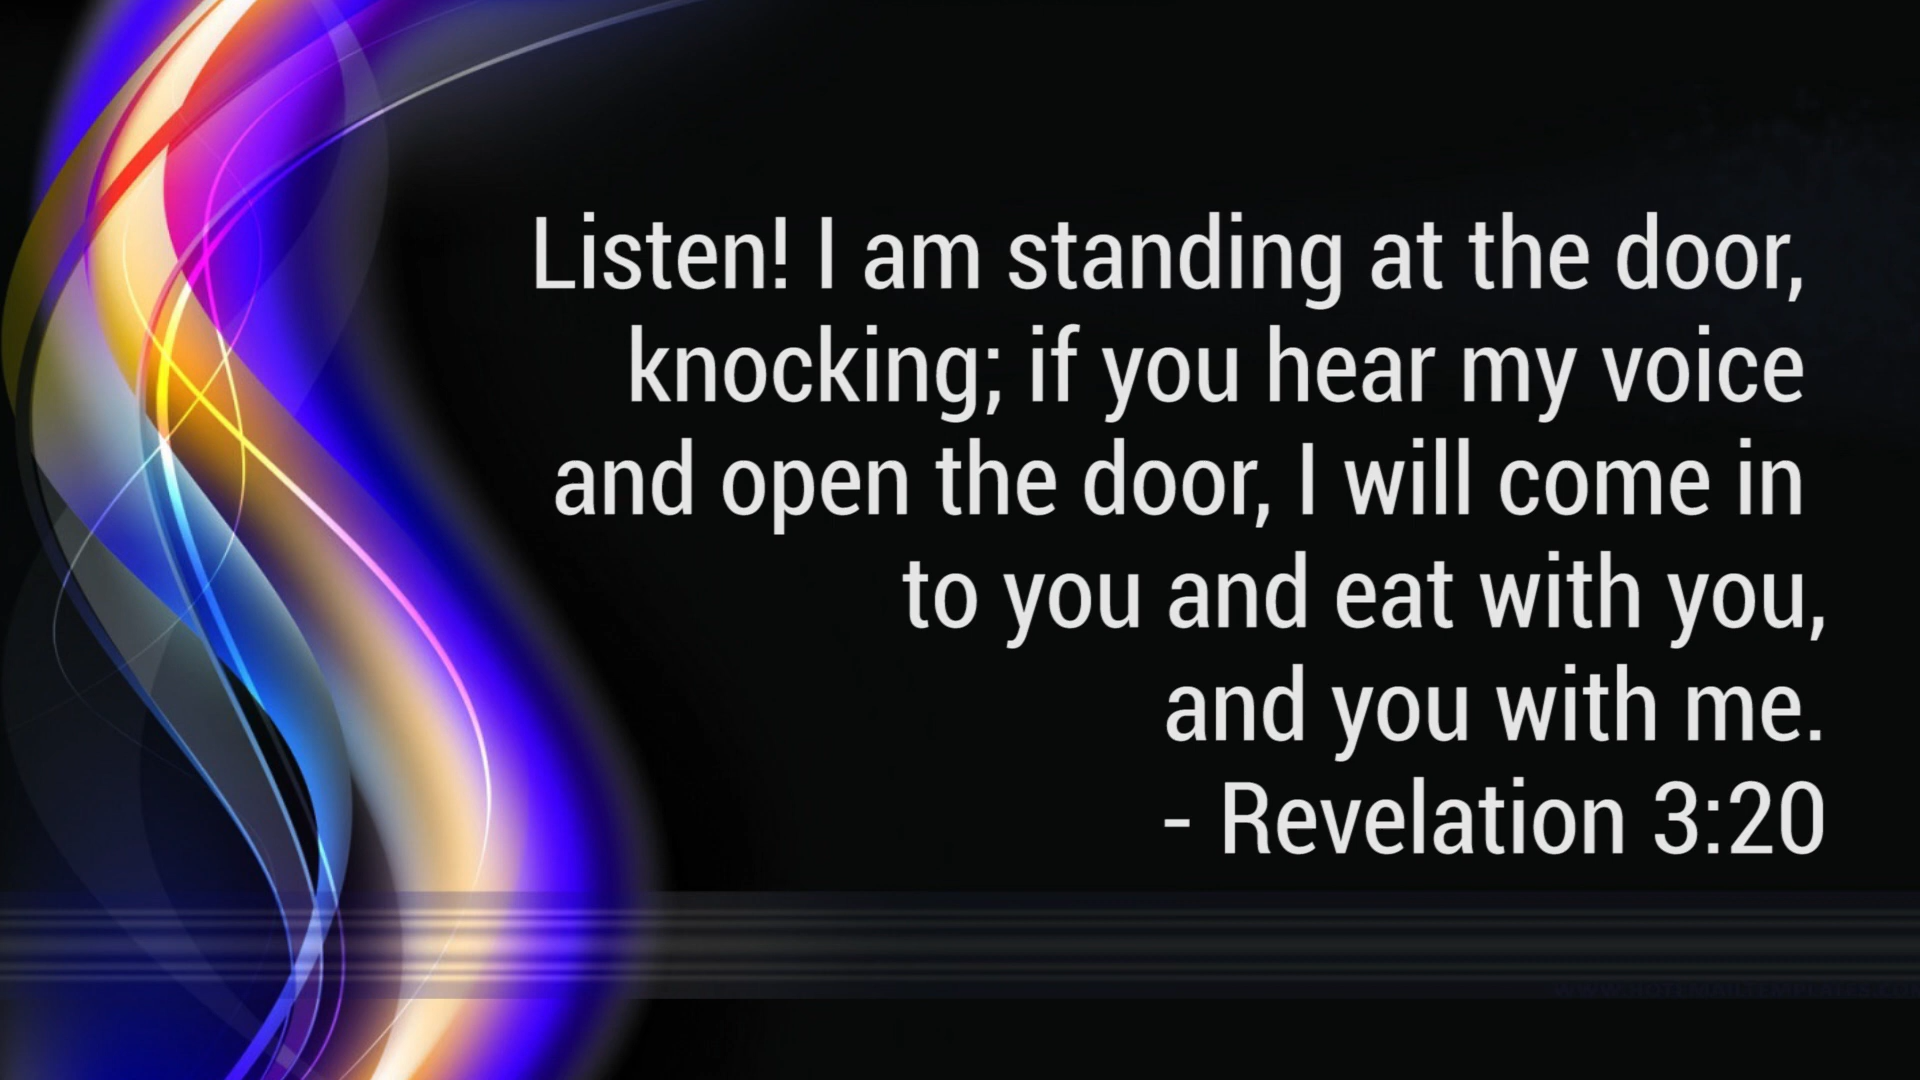 Listen! I am standing at the door,
knocking; if you hear my voice
and open the door, I will come in
to you and eat with you,
and you with me.
- Revelation 3:20